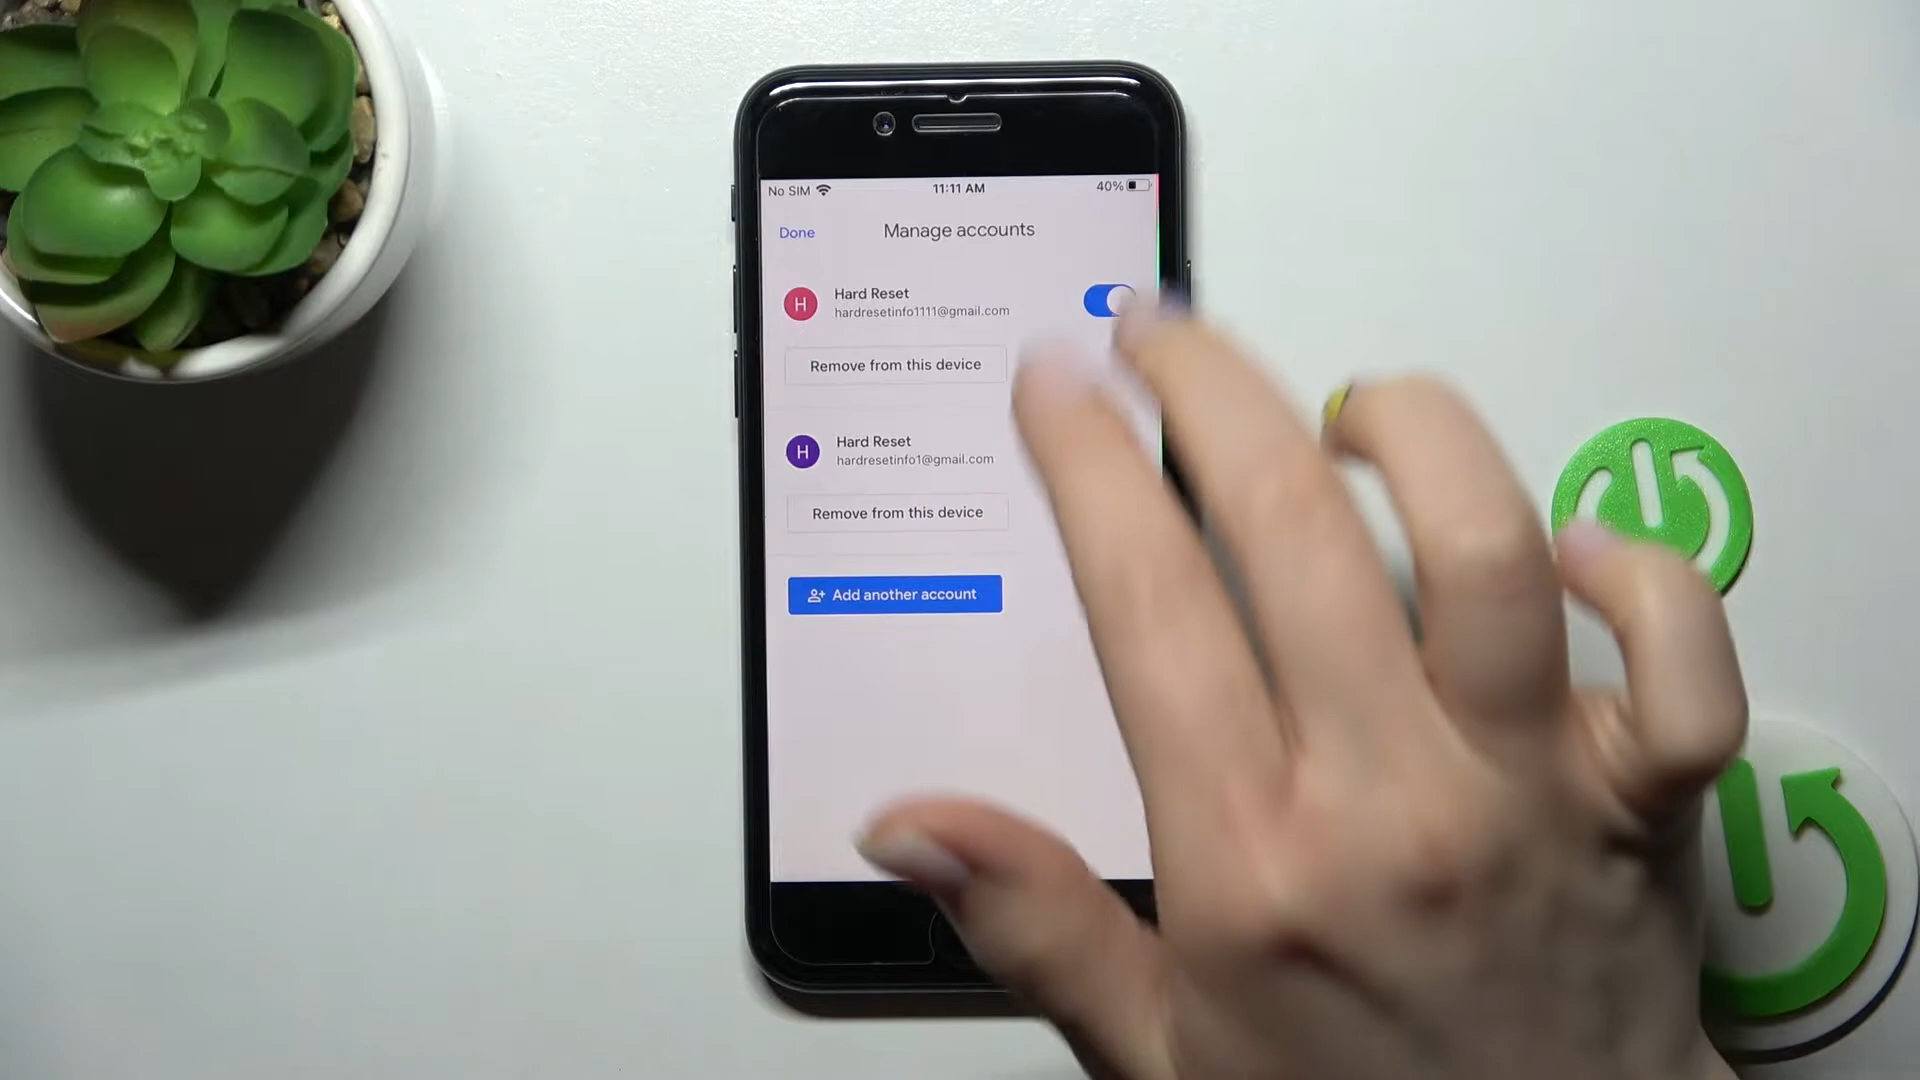 No SIM 11:11 AM 40%
Done Manage accounts
H Hard Reset
hardresetinfo1111@gmail.com
Remove from this device
H Hard Reset
hardresetinfo1@gmail.com
Remove from this device
Add another account